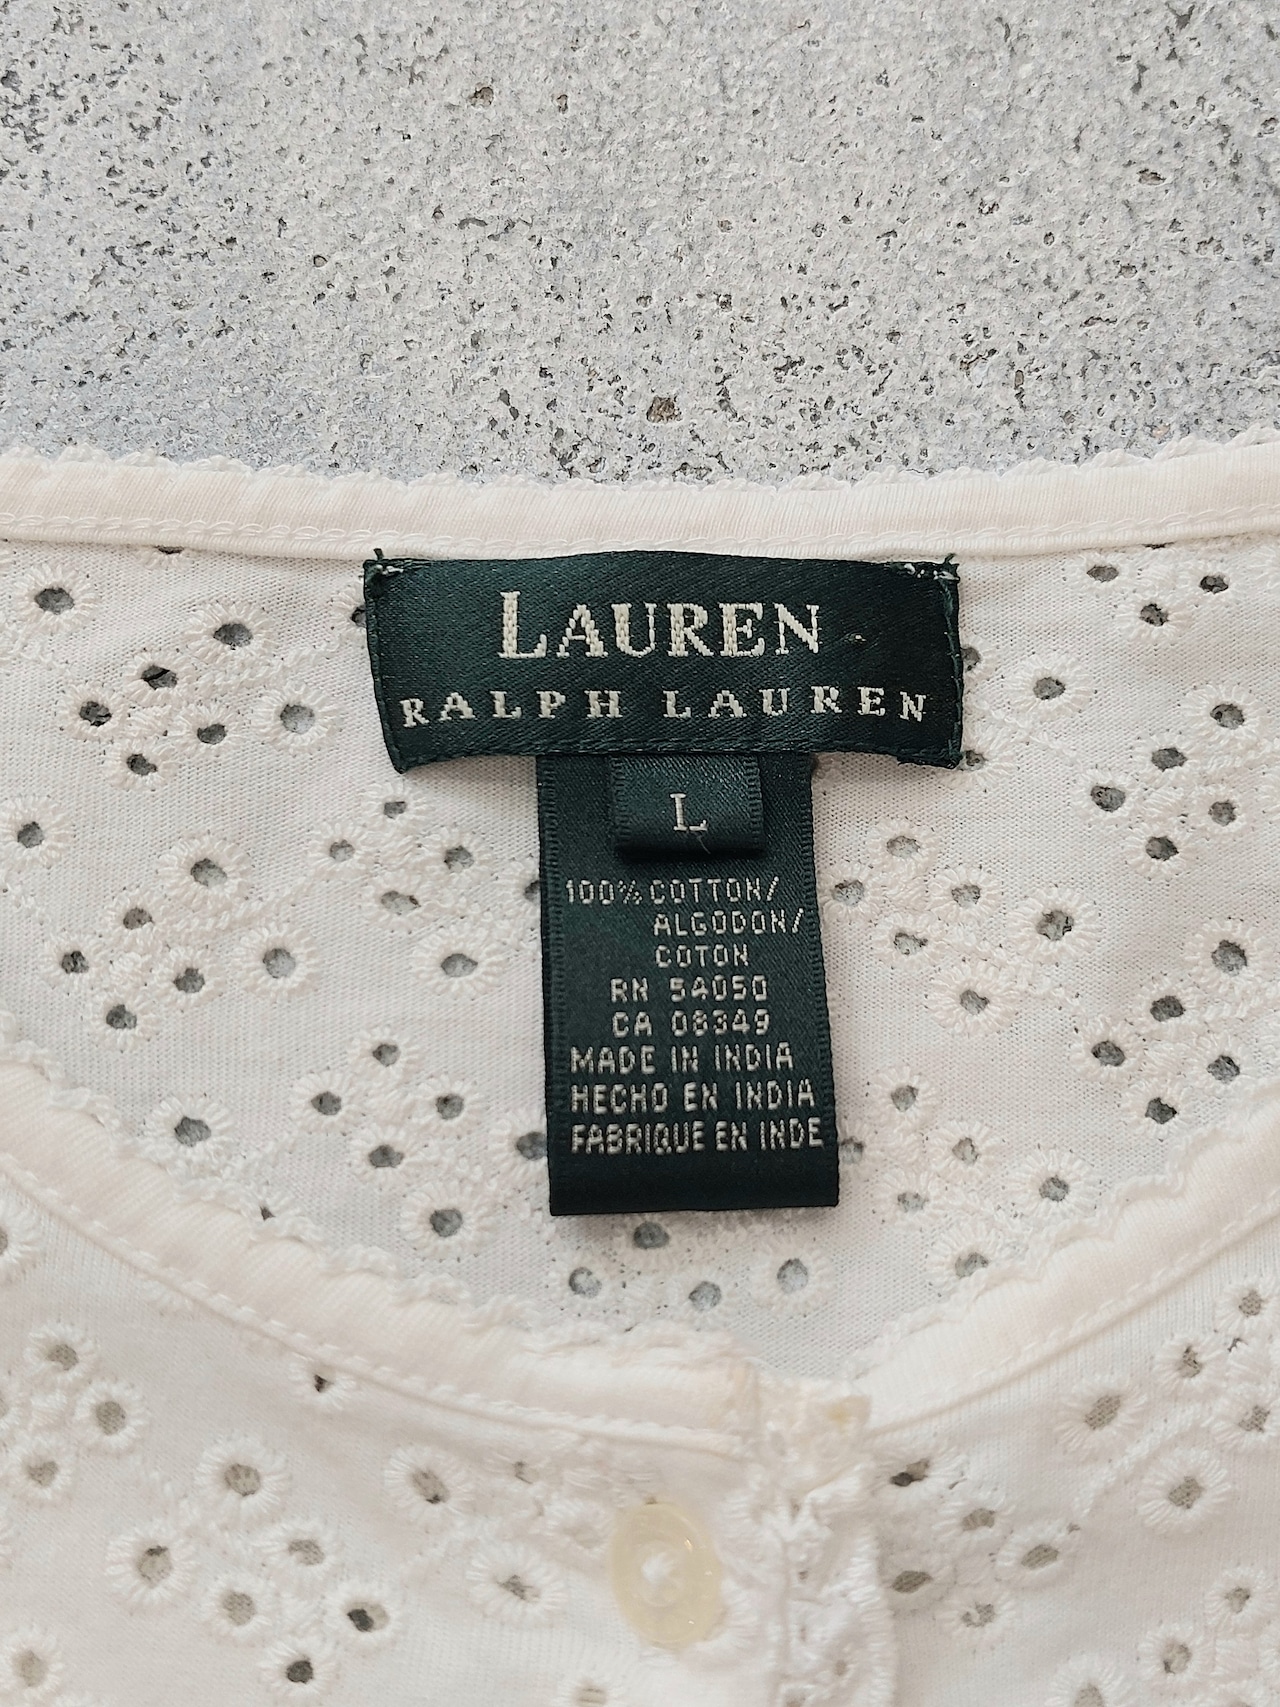 LAUREN
RALPH LAUREN
L
100% COTTON/
ALGODON/
COTON
RN 54050
CA 08349
MADE IN INDIA
HECHO EN INDIA
FABRIQUE EN INDE